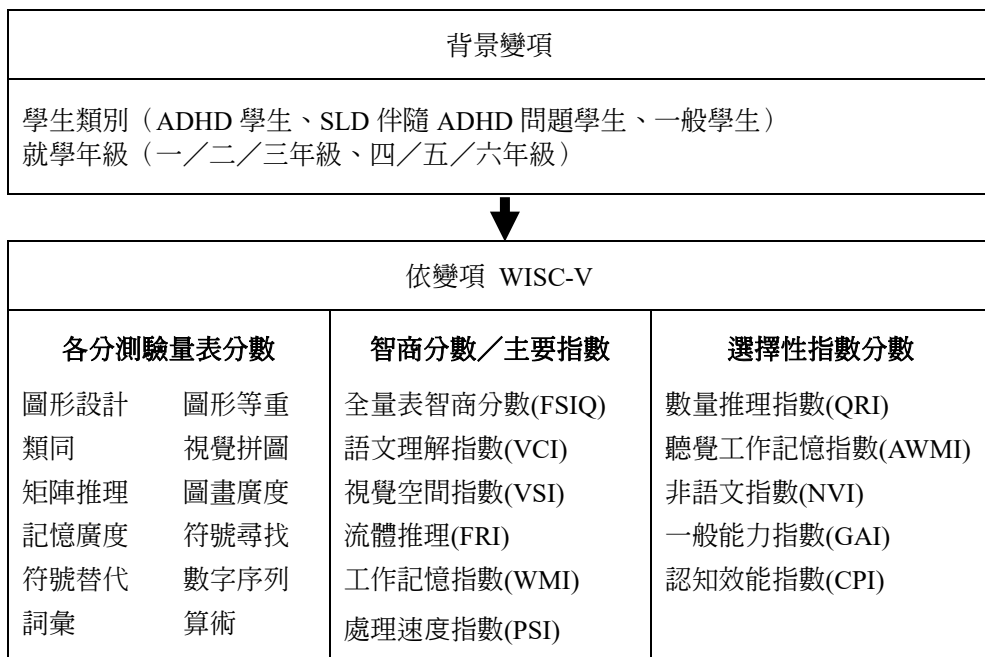 背景變項
學生類別（ADHD 學生、SLD 伴隨 ADHD 問題學生、一般學生）
就學年級（一／二／三年級、四／五／六年級）
依變項 WISC-V
各分測驗量表分數
圖形設計 圖形等重
類同 視覺拼圖
矩陣推理 圖畫廣度
記憶廣度 符號尋找
符號替代 數字序列
詞彙 算術
智商分數／主要指數
全量表智商分數(FSIQ)
語文理解指數(VCI)
視覺空間指數(VSI)
流體推理(FRI)
工作記憶指數(WMI)
處理速度指數(PSI)
選擇性指數分數
數量推理指數(QRI)
聽覺工作記憶指數(AWMI)
非語文指數(NVI)
一般能力指數(GAI)
認知效能指數(CPI)